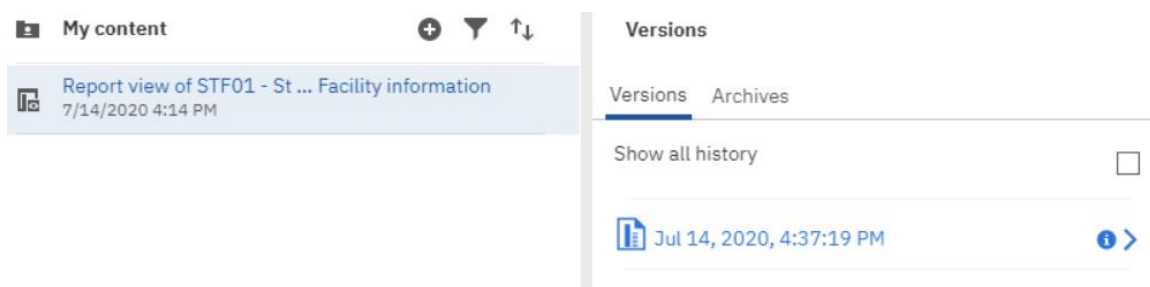 My content
Report view of STF01 - St ... Facility information
7/14/2020 4:14 PM
Versions
Versions Archives
Show all history
Jul 14, 2020, 4:37:19 PM